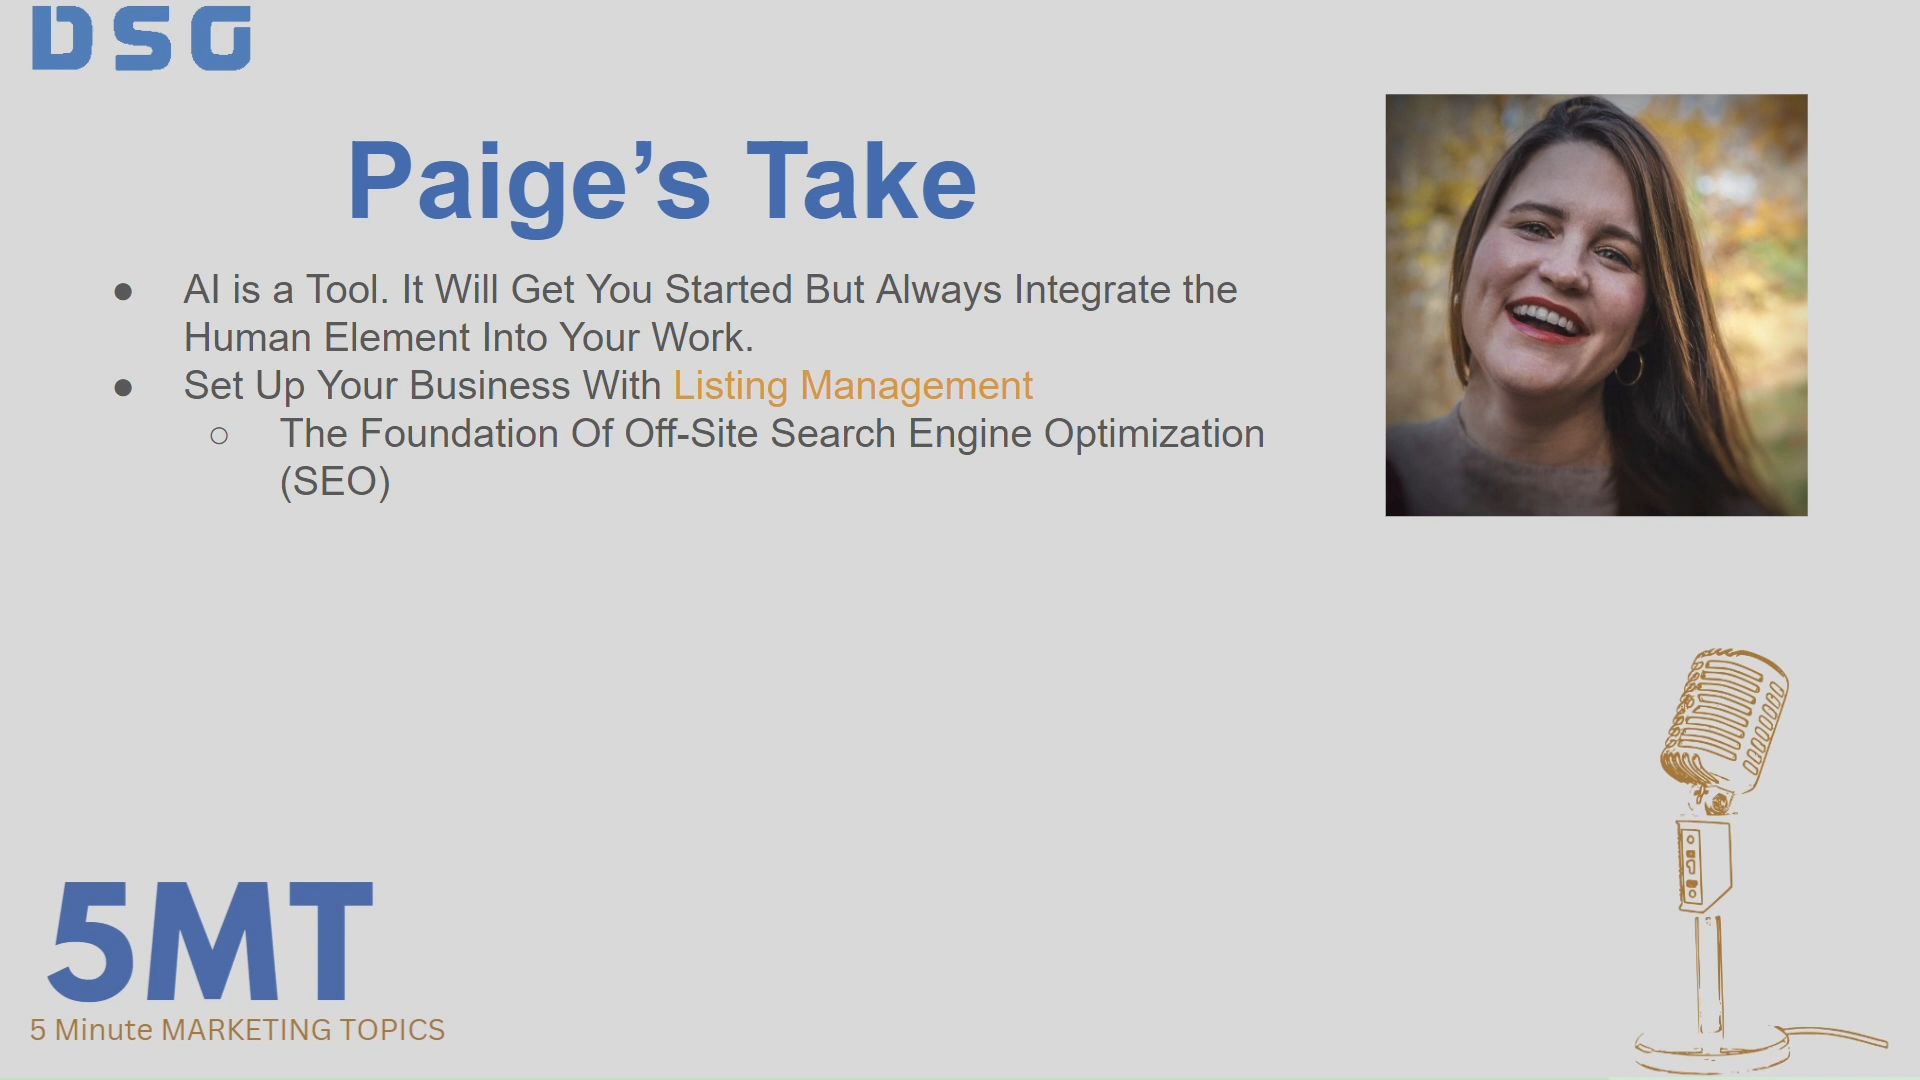 DSG
Paige’s Take
● AI is a Tool. It Will Get You Started But Always Integrate the
Human Element Into Your Work.
● Set Up Your Business With Listing Management
○ The Foundation Of Off-Site Search Engine Optimization
(SEO)
5MT
5 Minute MARKETING TOPICS